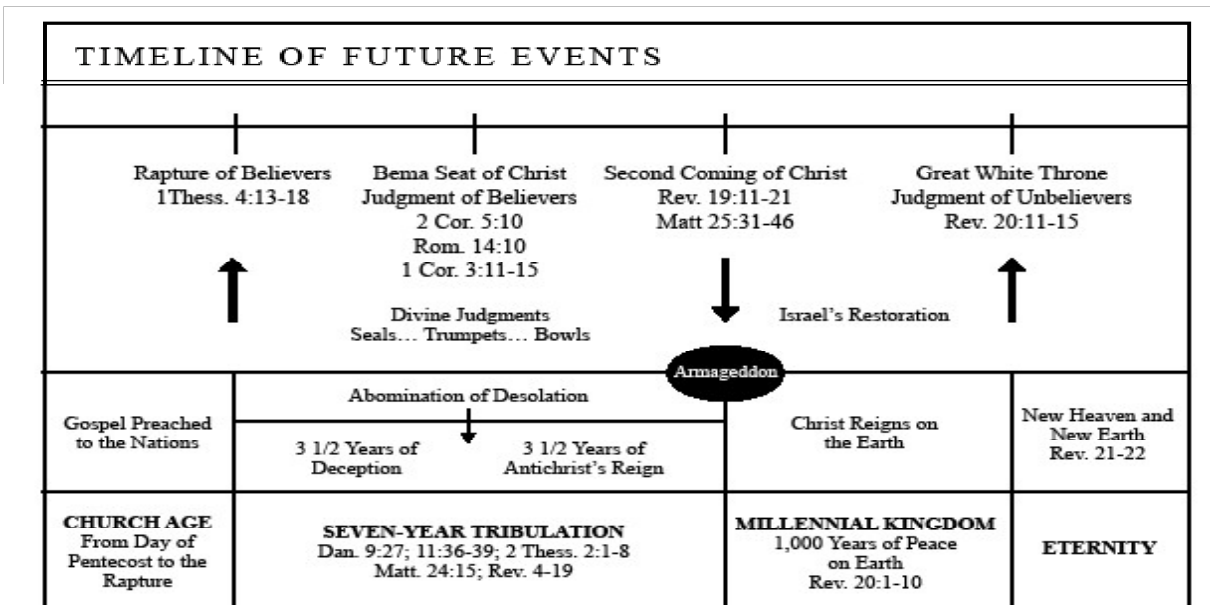 TIMELINE OF FUTURE EVENTS
Rapture of Believers
1Thess. 4:13-18
Bema Seat of Christ
Judgment of Believers
2 Cor. 5:10
Rom. 14:10
1 Cor. 3:11-15
Second Coming of Christ
Rev. 19:11-21
Matt 25:31-46
Great White Throne
Judgment of Unbelievers
Rev. 20:11-15
Divine Judgments
Seals... Trumpets... Bowls
Israel's Restoration
Armageddon
Gospel Preached
to the Nations
Abomination of Desolation
3 1/2 Years of
Deception
3 1/2 Years of
Antichrist's Reign
Christ Reigns on
the Earth
New Heaven and
New Earth
Rev. 21-22
CHURCH AGE
From Day of
Pentecost to the
Rapture
SEVEN-YEAR TRIBULATION
Dan. 9:27; 11:36-39; 2 Thess. 2:1-8
Matt. 24:15; Rev. 4-19
MILLENNIAL KINGDOM
1,000 Years of Peace
on Earth
Rev. 20:1-10
ETERNITY